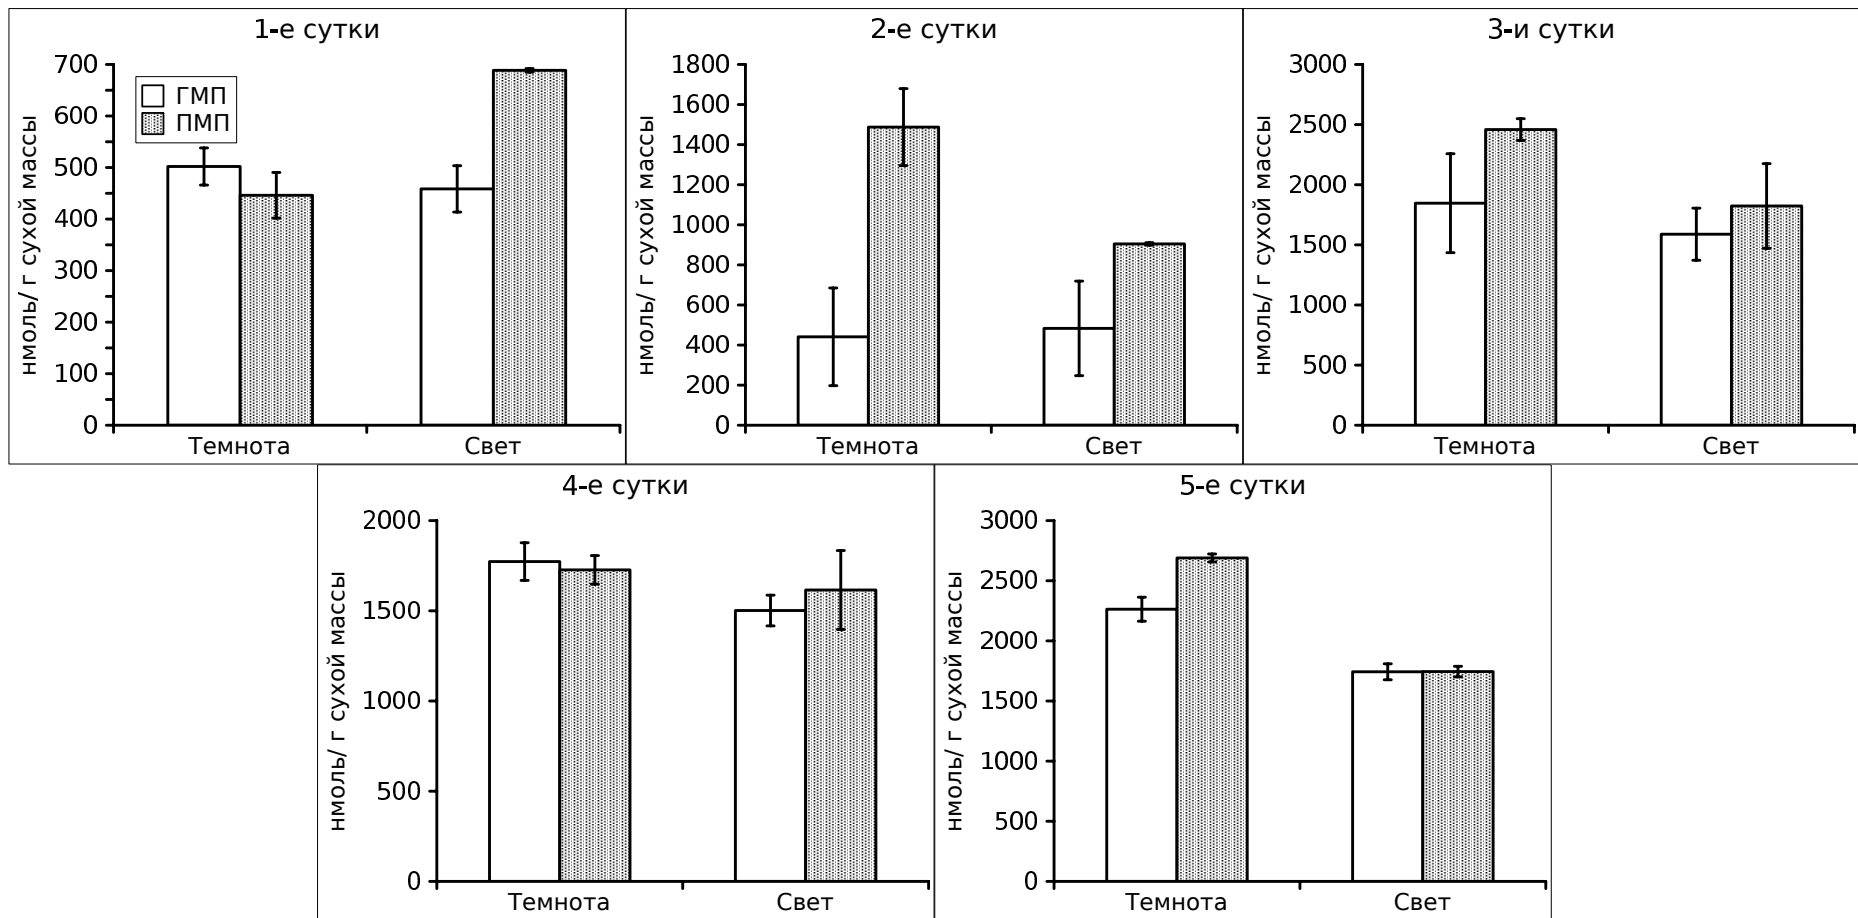 1-е сутки
нмоль/ г сухой массы
700
600
500
400
300
200
100
0
ГМП
ПМП
Темнота
Свет
2-е сутки
нмоль/ г сухой массы
1800
1600
1400
1200
1000
800
600
400
200
0
Темнота
Свет
3-и сутки
нмоль/ г сухой массы
3000
2500
2000
1500
1000
500
0
Темнота
Свет
4-е сутки
нмоль/ г сухой массы
2000
1500
1000
500
0
Темнота
Свет
5-е сутки
нмоль/ г сухой массы
3000
2500
2000
1500
1000
500
0
Темнота
Свет